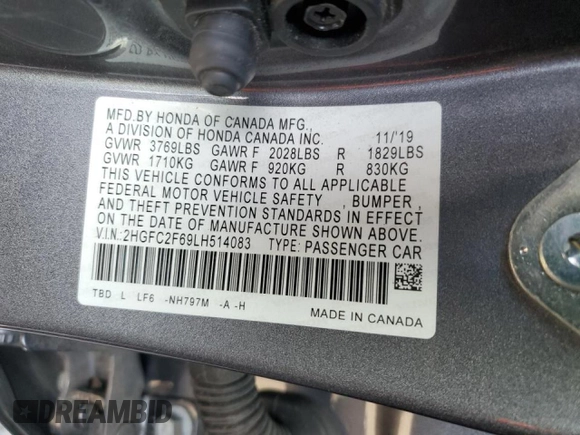 MFD.BY HONDA OF CANADA MFG.,
A DIVISION OF HONDA CANADA INC. 11/'19
GVWR 3769LBS GAWR F 2028LBS R 1829LBS
GVWR 1710KG GAWR F 920KG R 830KG
THIS VEHICLE CONFORMS TO ALL APPLICABLE
FEDERAL MOTOR VEHICLE SAFETY , BUMPER ,
AND THEFT PREVENTION STANDARDS IN EFFECT
ON THE DATE OF MANUFACTURE SHOWN ABOVE.
V.I.N.:2HGFC2F69LH514083 TYPE: PASSENGER CAR
TBD L LF6 -NH797M -A -H
MADE IN CANADA
DREAMBID